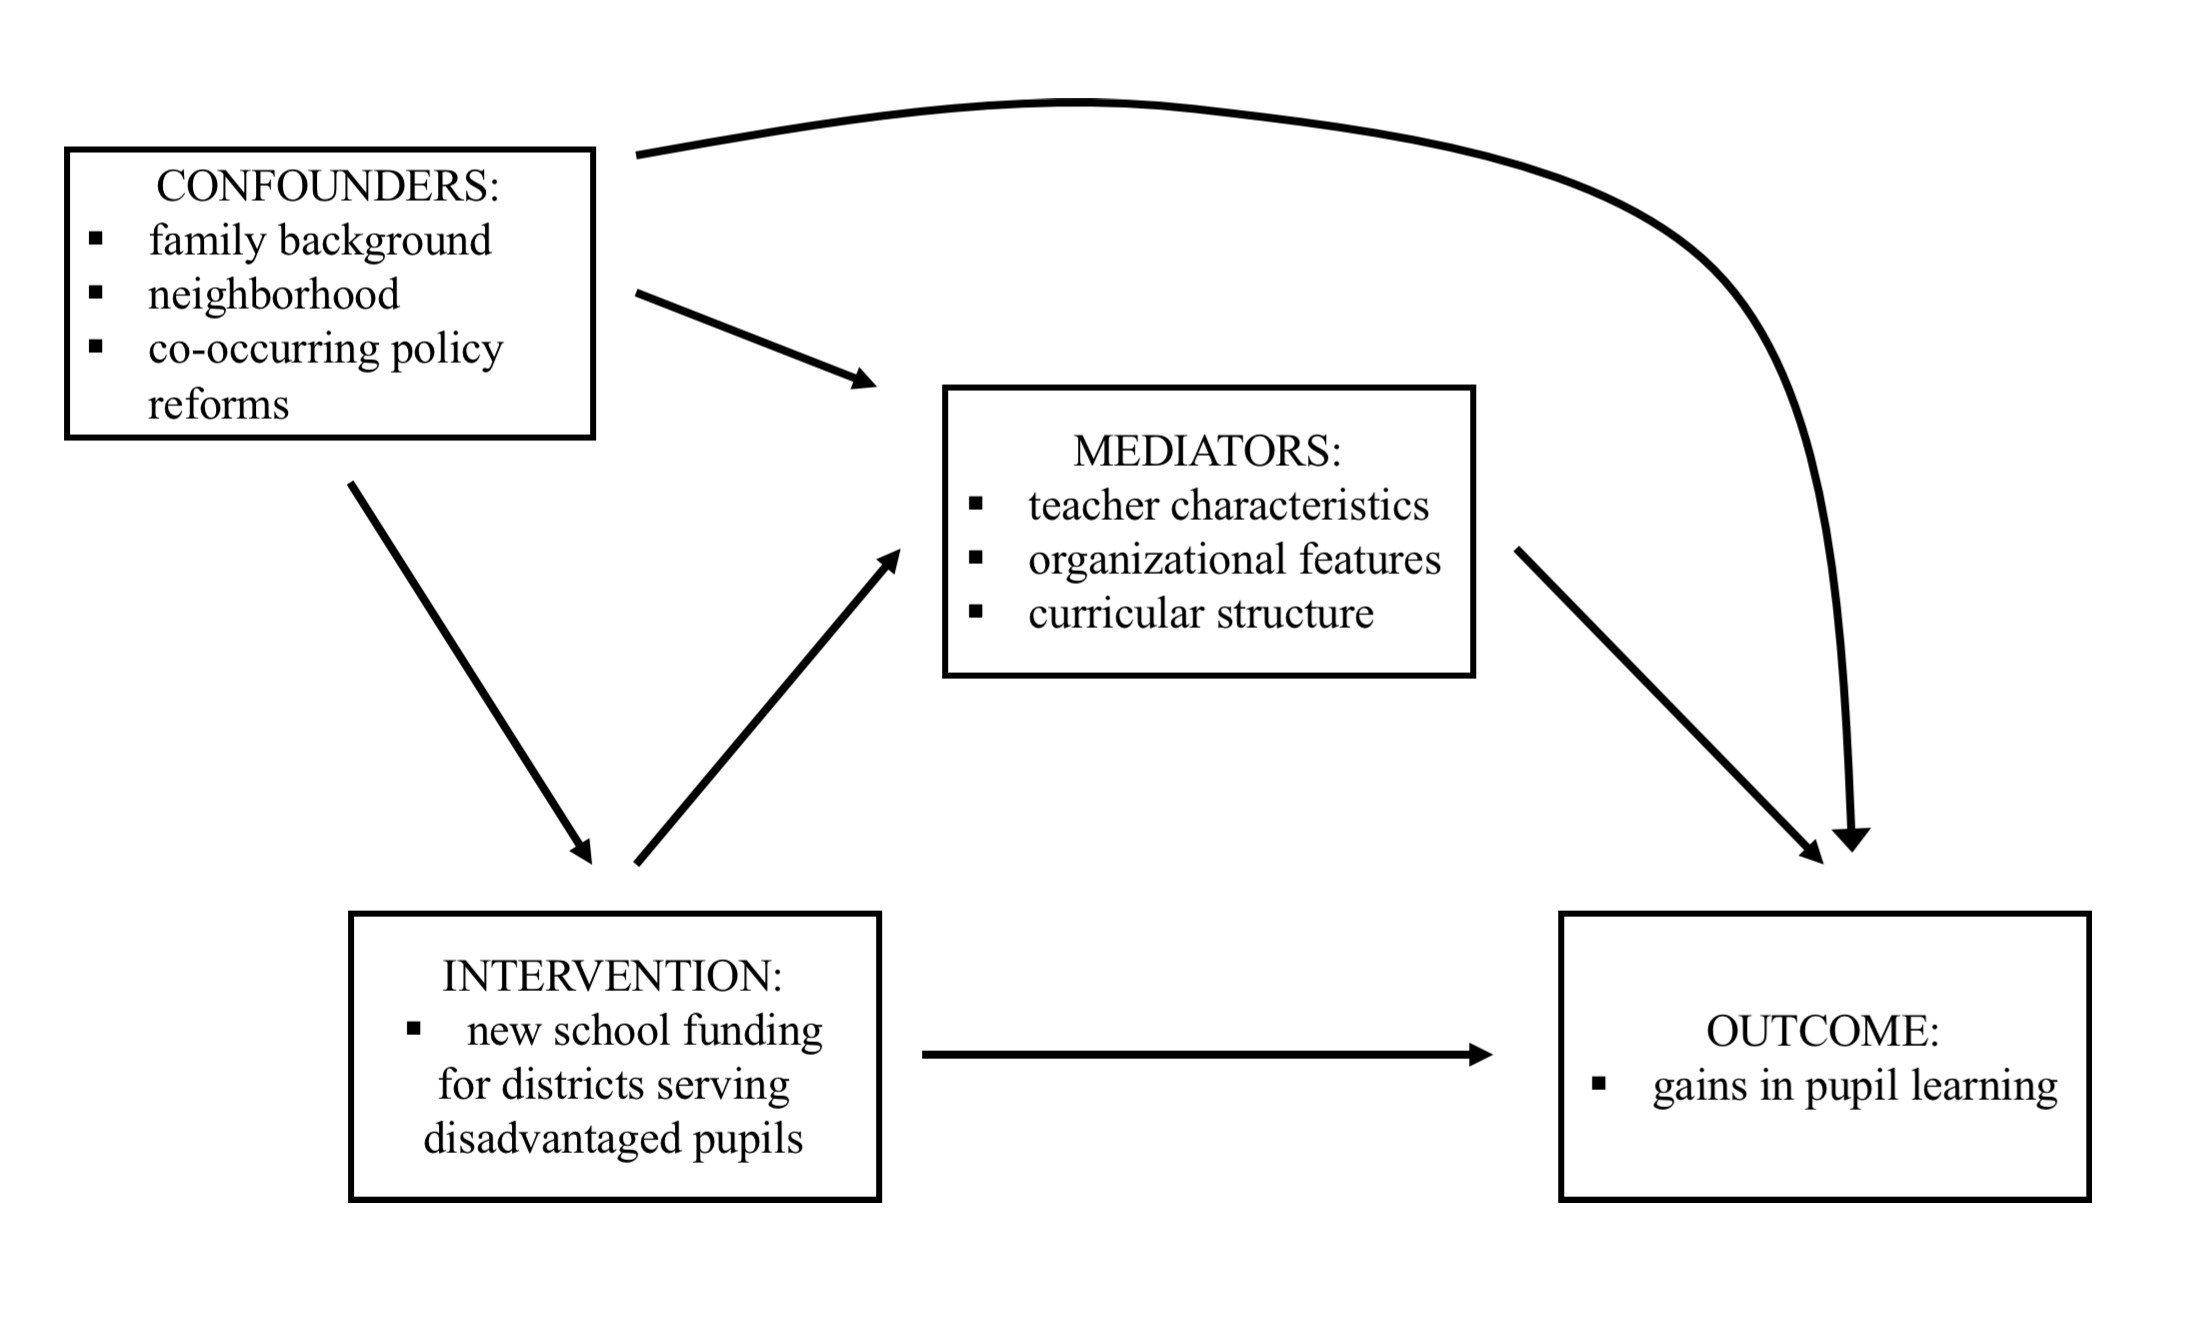 CONFOUNDERS:
▪ family background
▪ neighborhood
▪ co-occurring policy
reforms
MEDIATORS:
▪ teacher characteristics
▪ organizational features
▪ curricular structure
INTERVENTION:
▪ new school funding
for districts serving
disadvantaged pupils
OUTCOME:
▪ gains in pupil learning